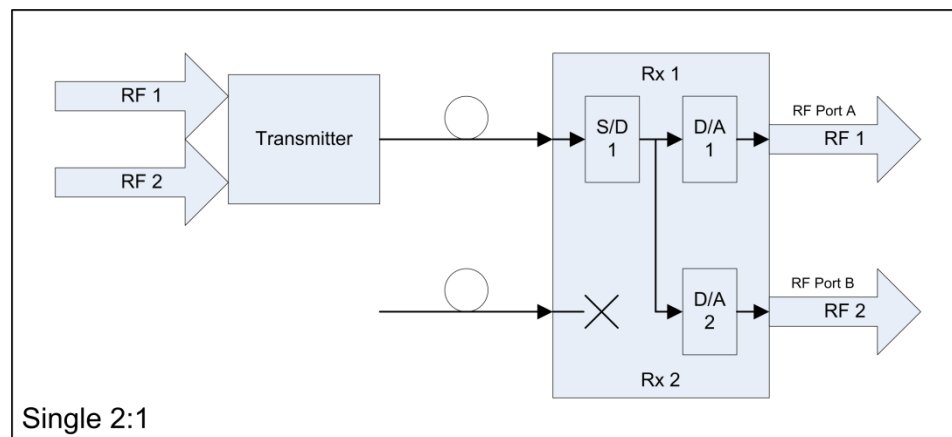 RF 1
RF 2
Transmitter
Rx 1
S/D
1
D/A
1
RF Port A
RF 1
D/A
2
RF Port B
RF 2
Rx 2
Single 2:1